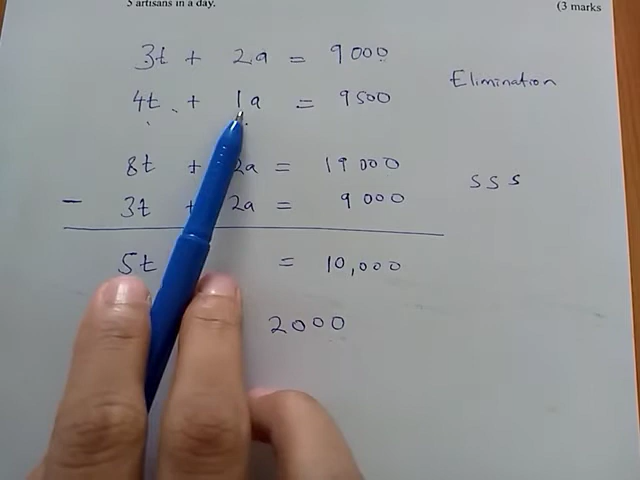 5 artisans in a day.
(3 marks
3t + 2a = 9000
4t + 1a = 9500
Elimination
8t + 2a = 19000
SSS
- 3t + 2a = 9000
5t = 10,000
2000